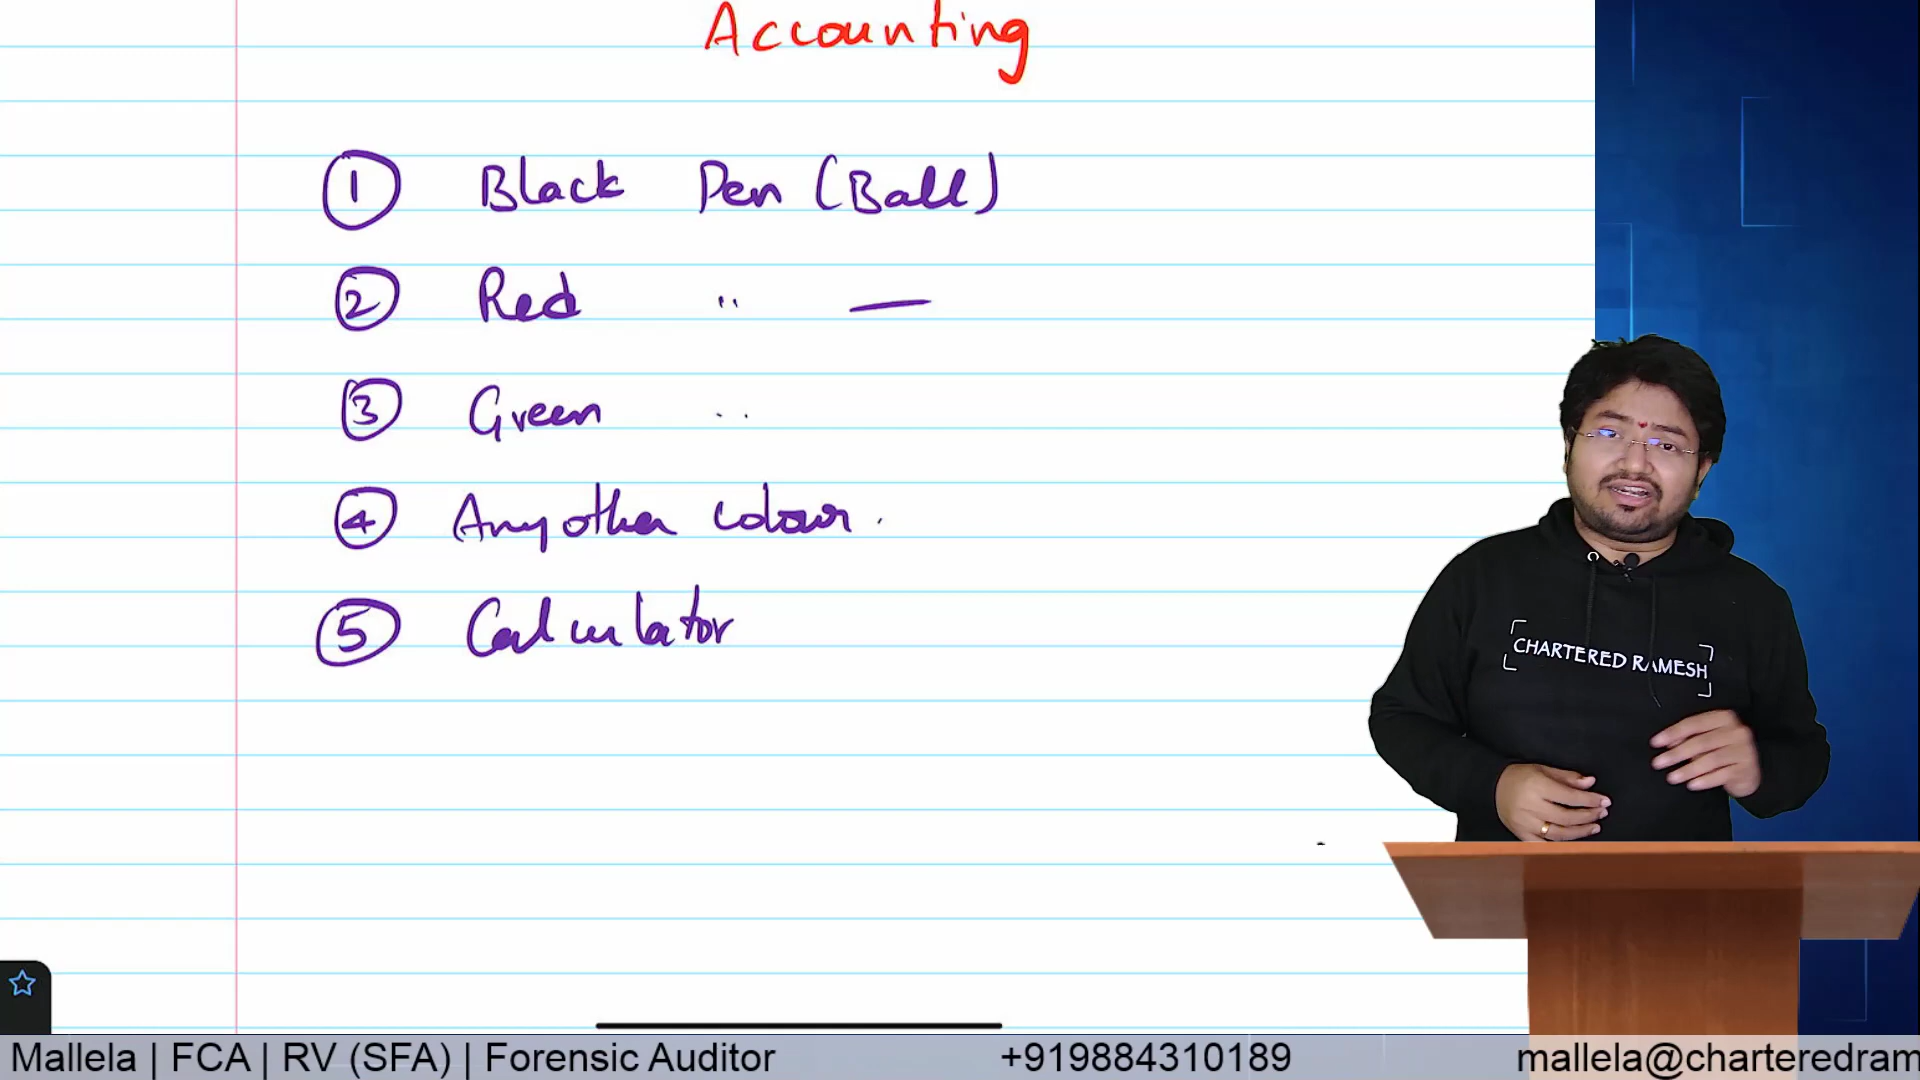 Accounting
① Black Pen (Ball)
② Red " —
③ Green "
④ Any other colour.
⑤ Calculator
CHARTERED RAMESH
Mallela | FCA | RV (SFA) | Forensic Auditor +919884310189 mallela@charteredram